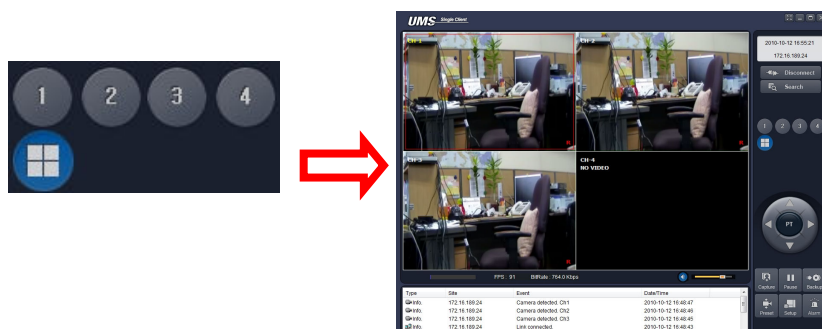 1 2 3 4
UMS Single Client
CH-1
CH-2
R
R
CH-3
CH-4
NO VIDEO
R
2010-10-12 16:55:21
172.16.189.24
Disconnect
Search
1 2 3 4
PT
FPS : 91 BitRate : 764.0 Kbps
Capture Pause Backup
Preset Setup Alarm
Type Site Event Date/Time
Info. 172.16.189.24 Camera detected. Ch1 2010-10-12 16:48:47
Info. 172.16.189.24 Camera detected. Ch2 2010-10-12 16:48:46
Info. 172.16.189.24 Camera detected. Ch3 2010-10-12 16:48:45
Info. 172.16.189.24 Link connected. 2010-10-12 16:48:43